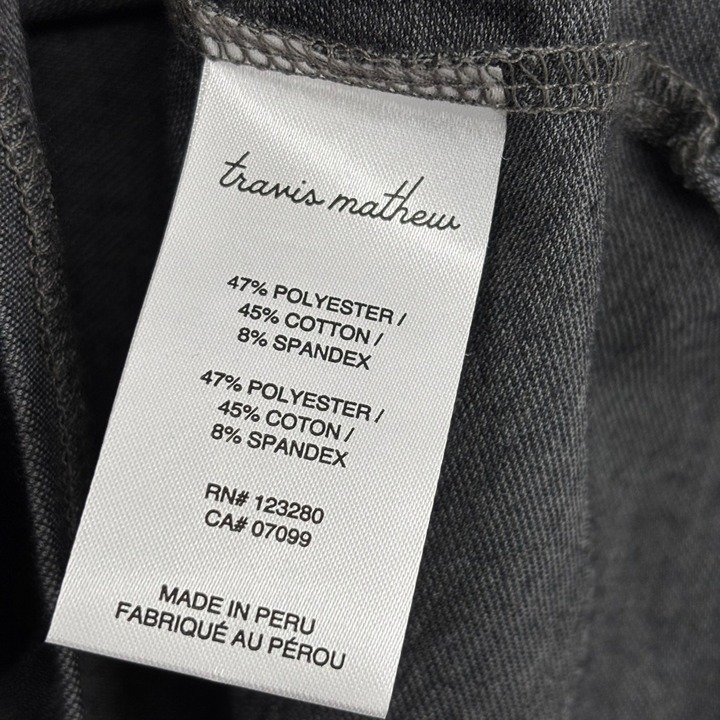 travis mathew
47% POLYESTER /
45% COTTON /
8% SPANDEX
47% POLYESTER /
45% COTON /
8% SPANDEX
RN# 123280
CA# 07099
MADE IN PERU
FABRIQUÉ AU PÉROU